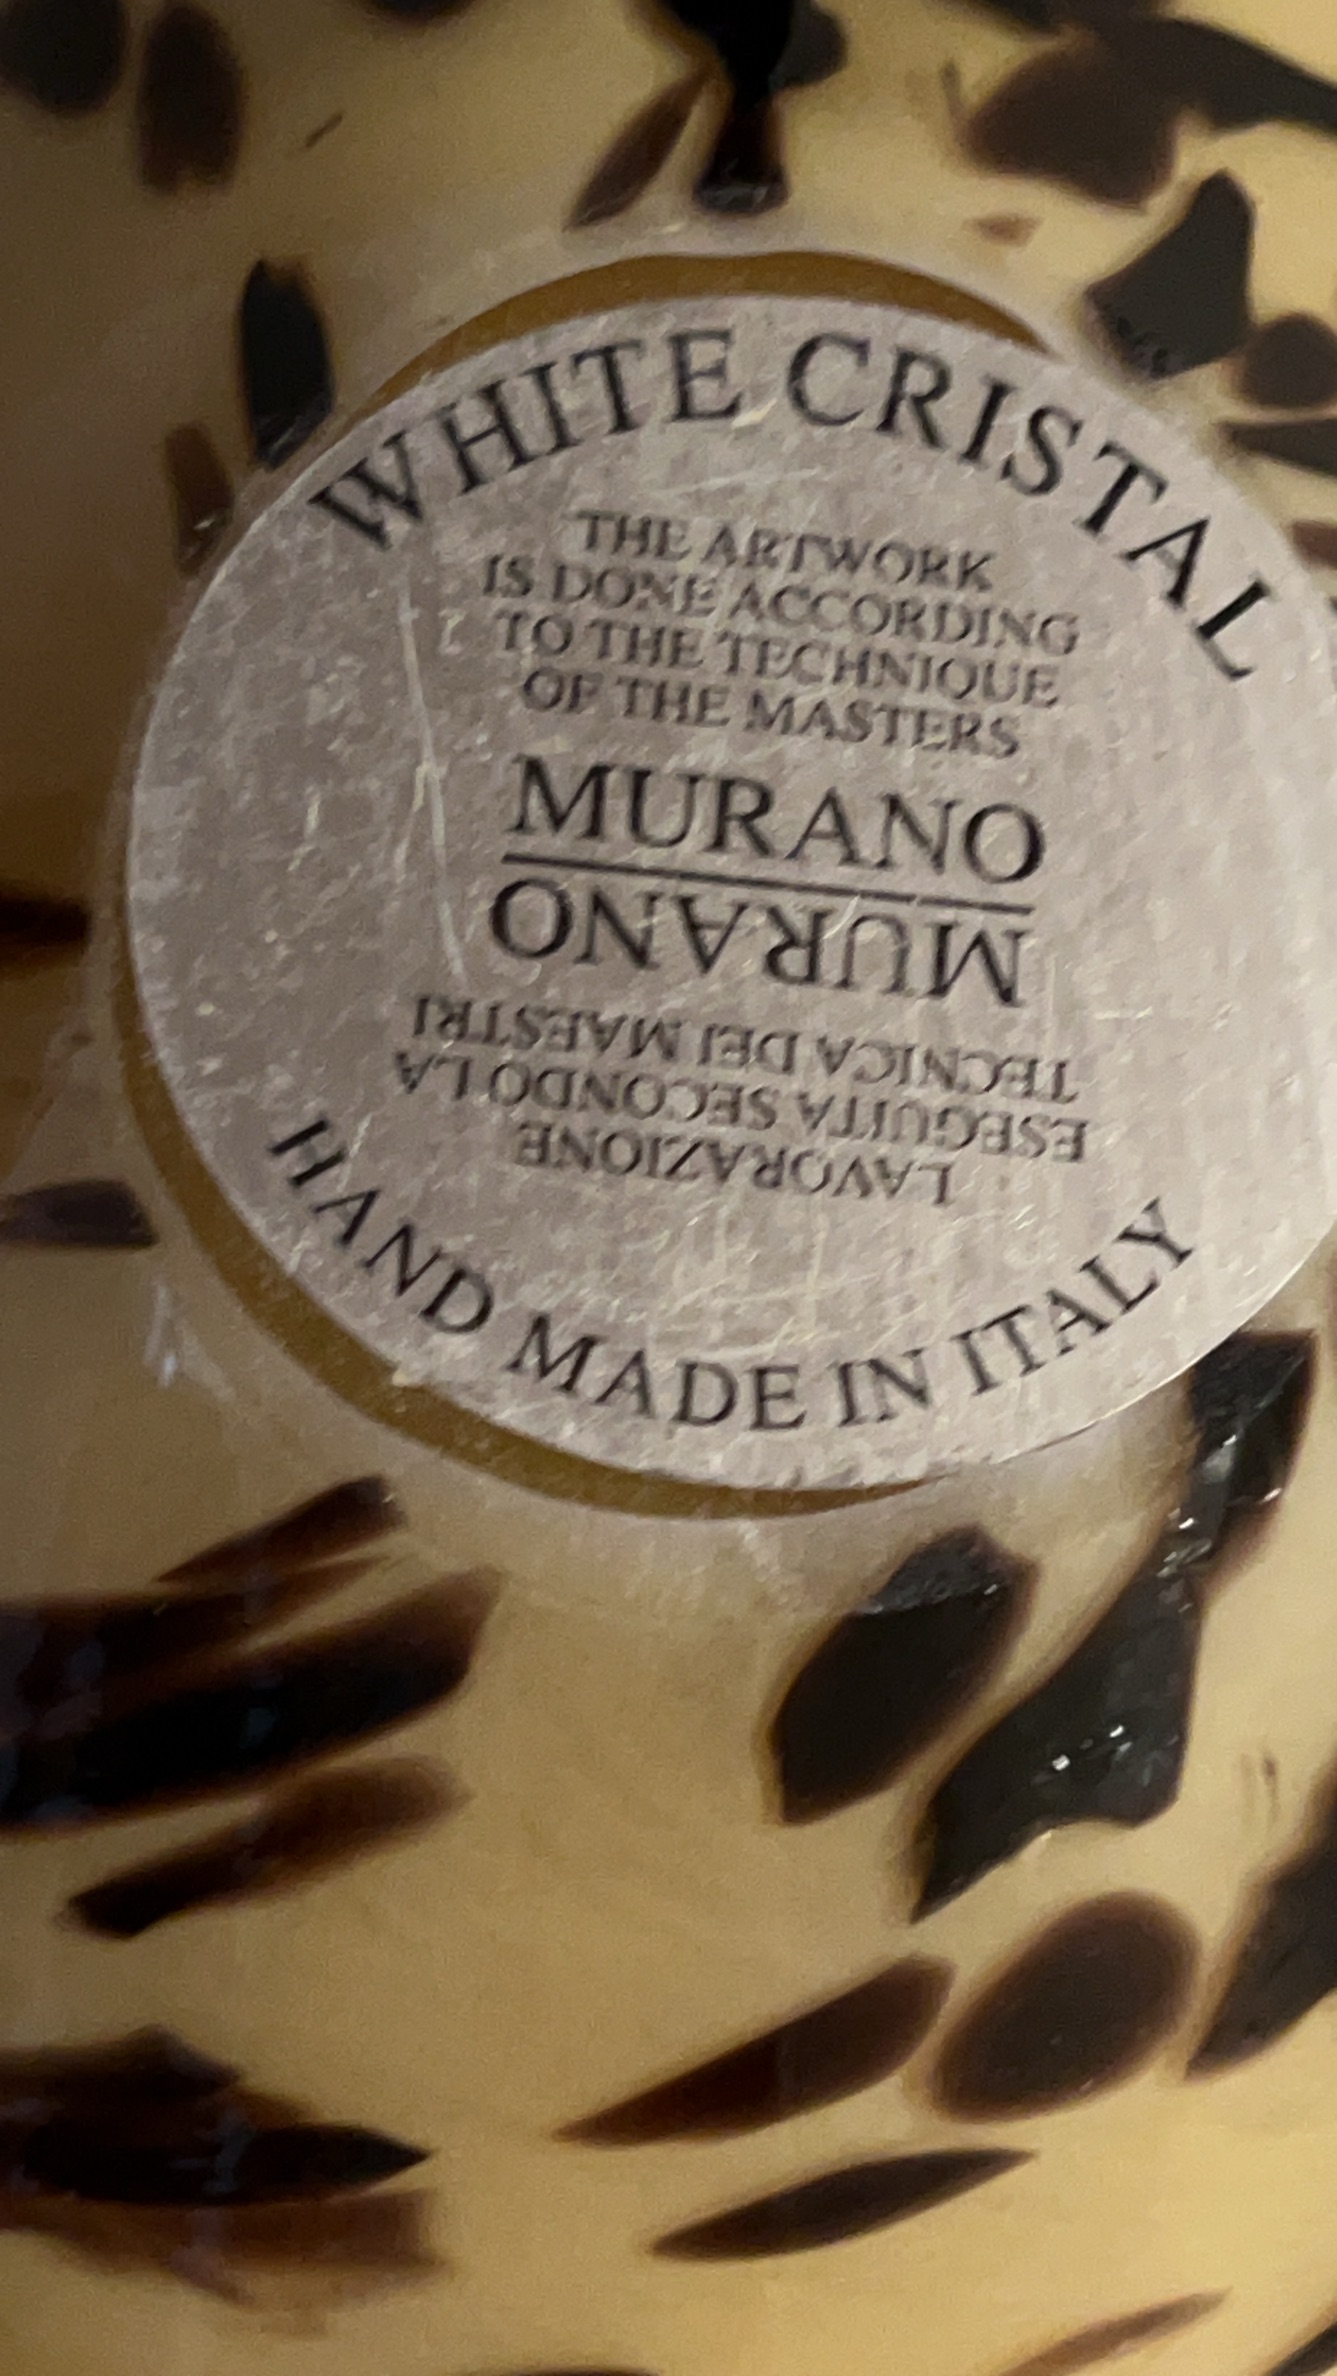 WHITE CRISTAL
THE ARTWORK
IS DONE ACCORDING
TO THE TECHNIQUE
OF THE MASTERS
MURANO
MURANO
LAVORAZIONE
ESEGUITA SECONDO LA
TECNICA DEI MAESTRI
HAND MADE IN ITALY